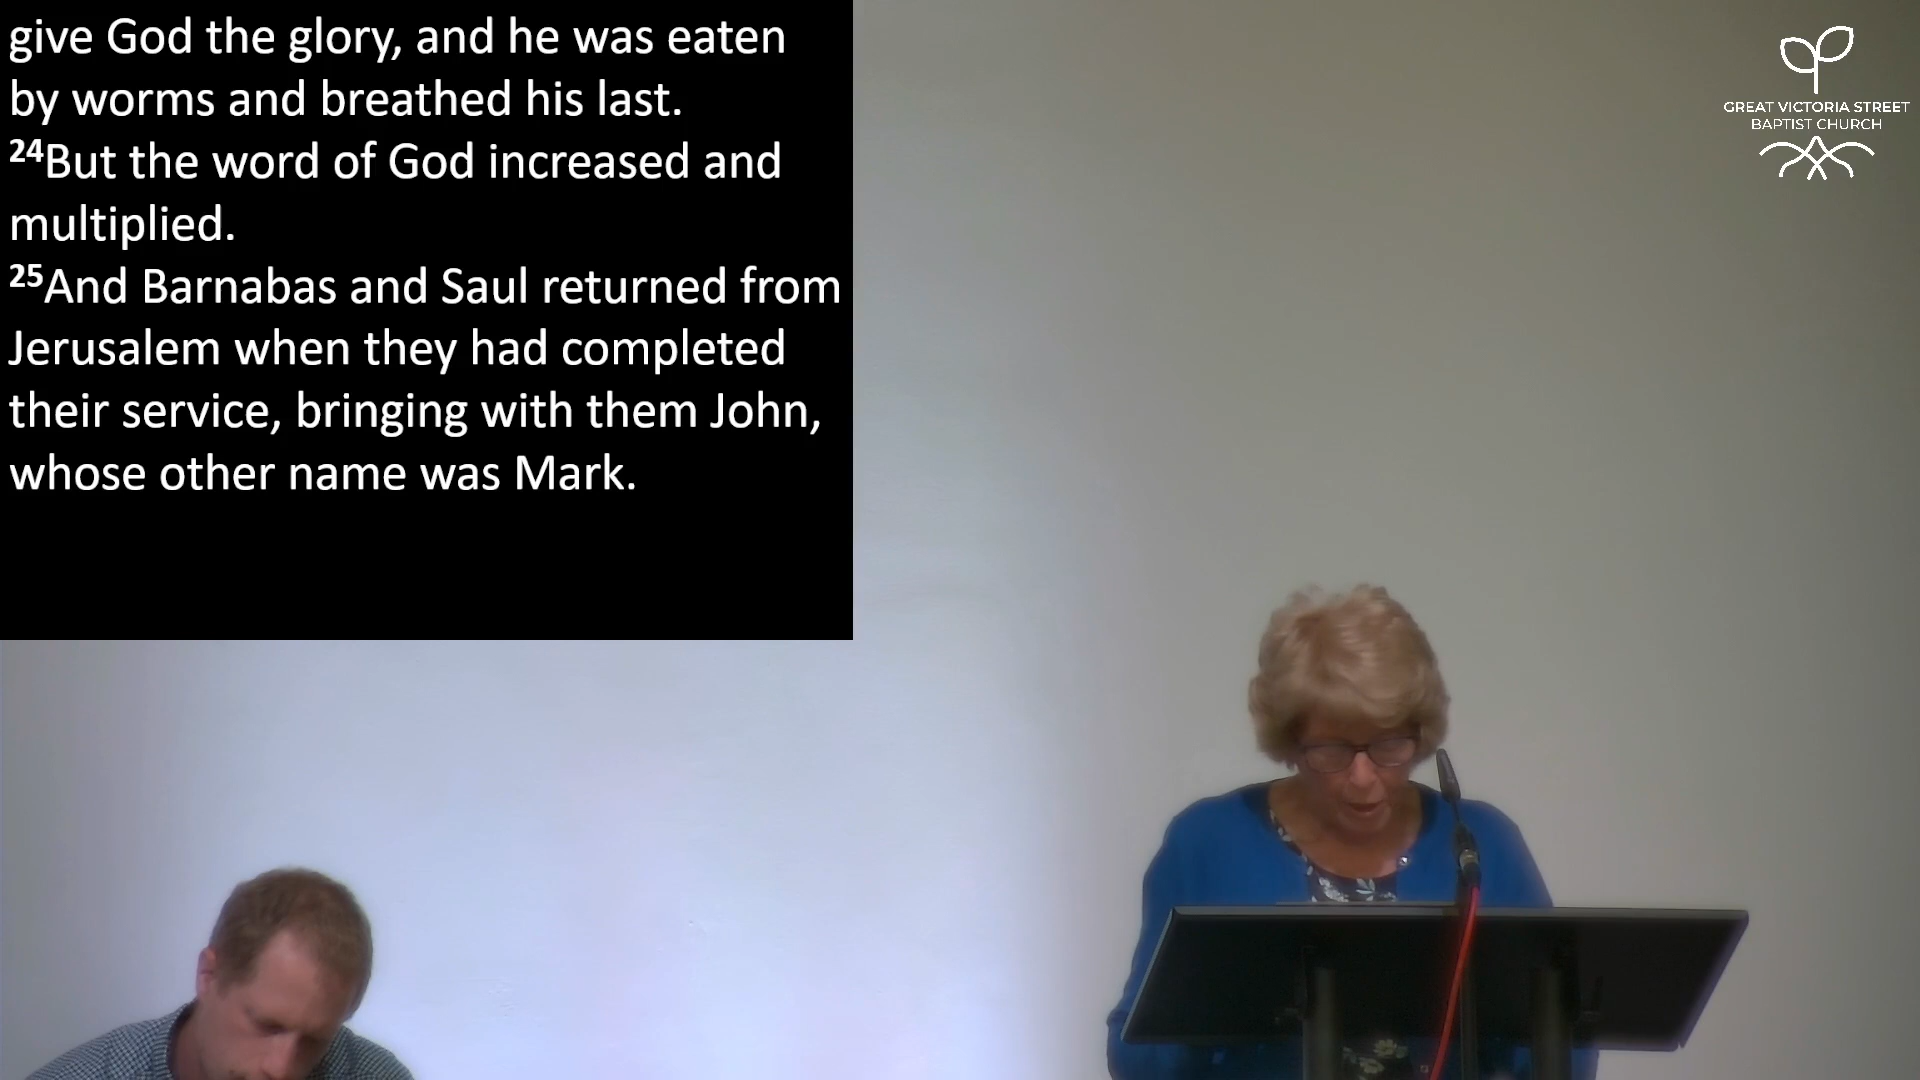 give God the glory, and he was eaten
by worms and breathed his last.
²⁴But the word of God increased and
multiplied.
²⁵And Barnabas and Saul returned from
Jerusalem when they had completed
their service, bringing with them John,
whose other name was Mark.
GREAT VICTORIA STREET
BAPTIST CHURCH